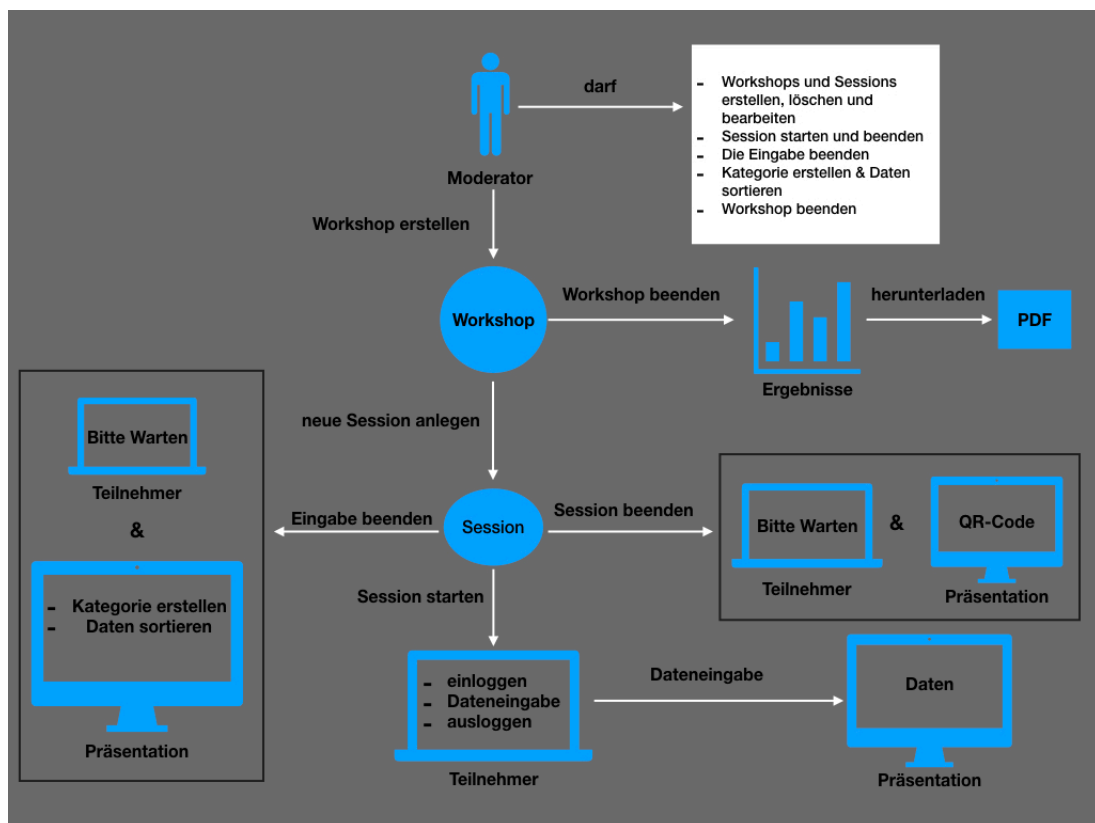 darf
- Workshops und Sessions
erstellen, löschen und
bearbeiten
- Session starten und beenden
- Die Eingabe beenden
- Kategorie erstellen & Daten
sortieren
- Workshop beenden
Moderator
Workshop erstellen
Workshop
Workshop beenden
Ergebnisse
herunterladen
PDF
neue Session anlegen
Bitte Warten
Teilnehmer
&
- Kategorie erstellen
- Daten sortieren
Präsentation
Eingabe beenden
Session
Session beenden
Bitte Warten
Teilnehmer
&
QR-Code
Präsentation
Session starten
- einloggen
- Dateneingabe
- ausloggen
Teilnehmer
Dateneingabe
Daten
Präsentation